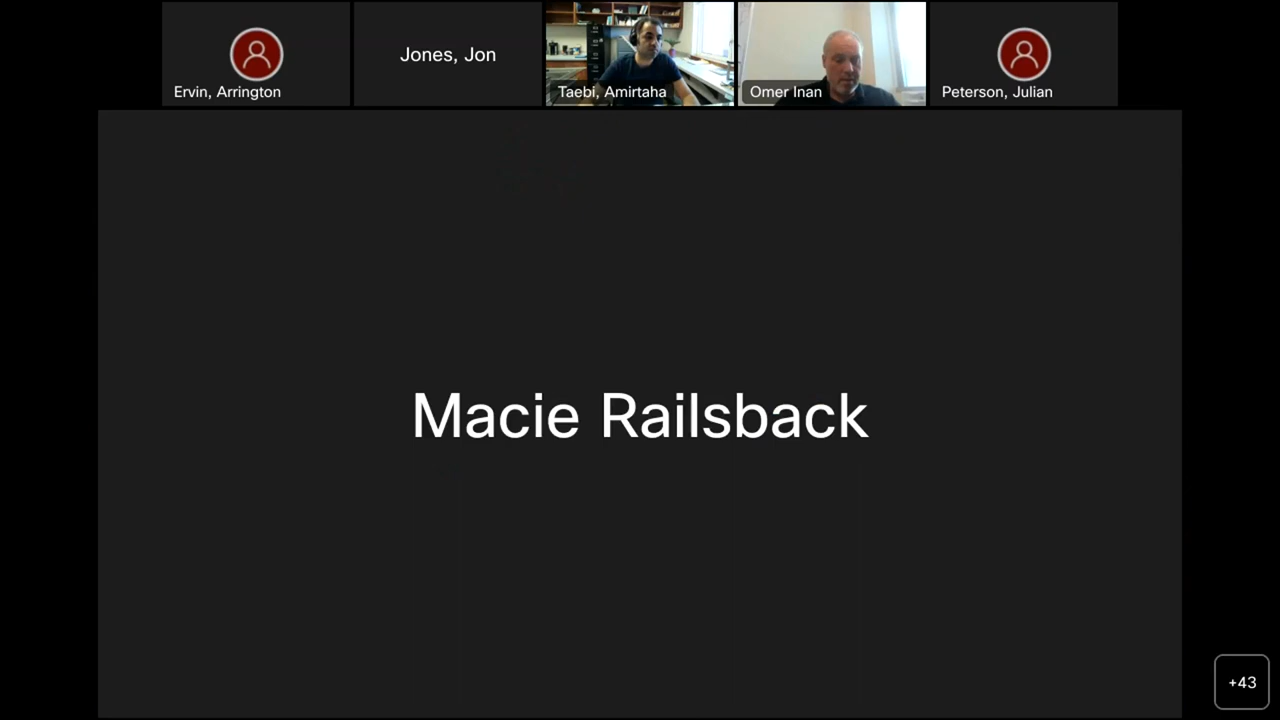 Ervin, Arrington
Jones, Jon
Taebi, Amirtaha
Omer Inan
Peterson, Julian
Macie Railsback
+43